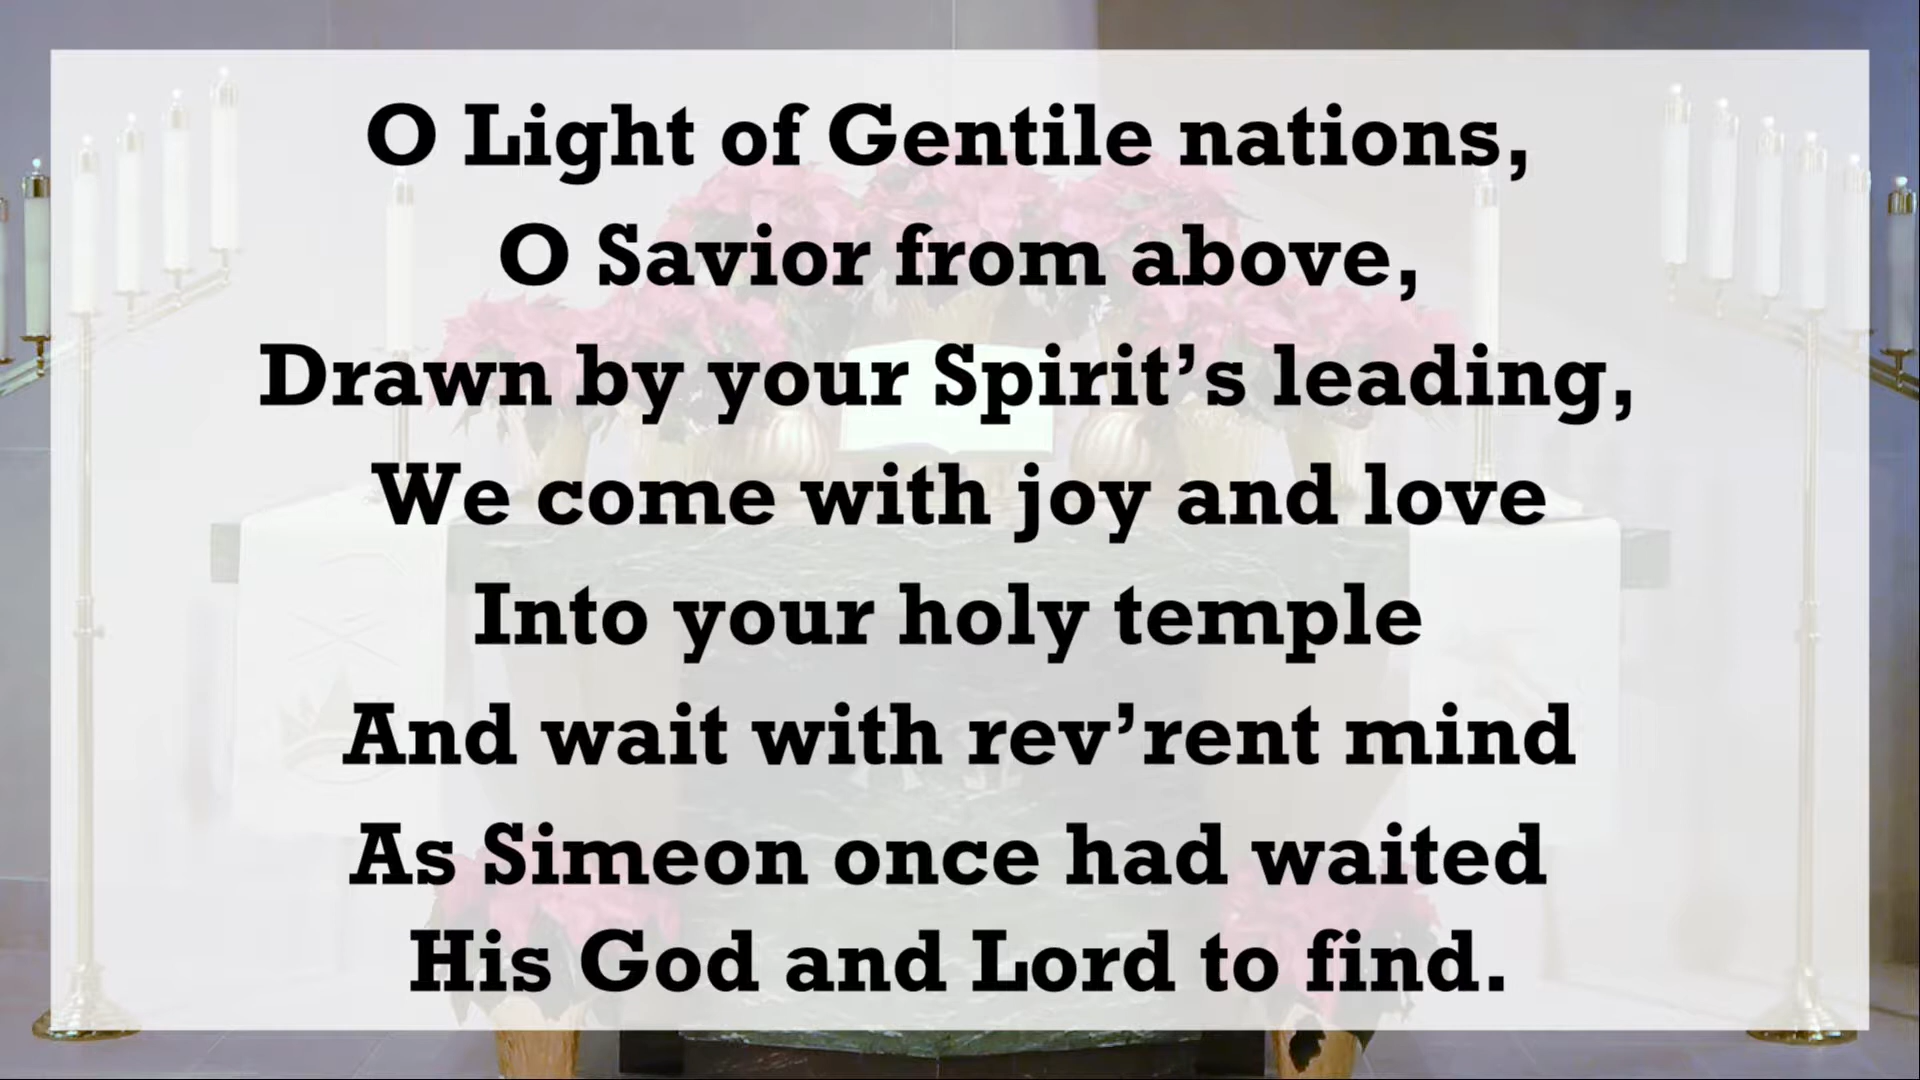 O Light of Gentile nations,
O Savior from above,
Drawn by your Spirit’s leading,
We come with joy and love
Into your holy temple
And wait with rev’rent mind
As Simeon once had waited
His God and Lord to find.